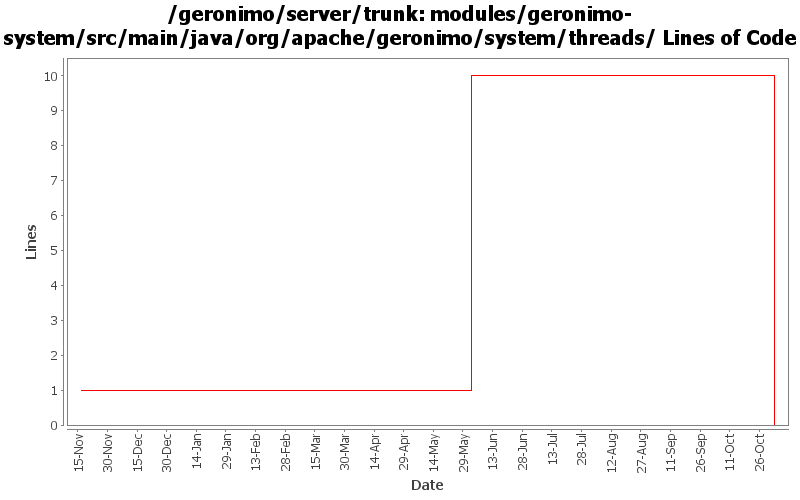 /geronimo/server/trunk: modules/geronimo-
system/src/main/java/org/apache/geronimo/system/threads/ Lines of Code
Lines
10
9
8
7
6
5
4
3
2
1
0
15-Nov
30-Nov
15-Dec
30-Dec
14-Jan
29-Jan
13-Feb
28-Feb
15-Mar
30-Mar
14-Apr
29-Apr
14-May
29-May
13-Jun
28-Jun
13-Jul
28-Jul
12-Aug
27-Aug
11-Sep
26-Sep
11-Oct
26-Oct
Date